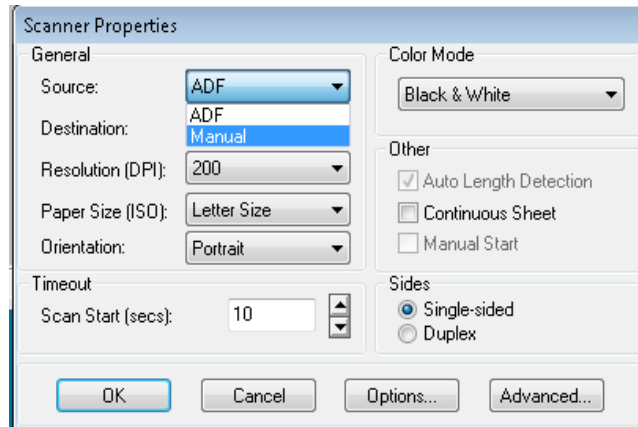 Scanner Properties
General
Source:
ADF
ADF
Manual
Destination:
Resolution (DPI):
200
Paper Size (ISO):
Letter Size
Orientation:
Portrait
Timeout
Scan Start (secs):
10
Color Mode
Black & White
Other
Auto Length Detection
Continuous Sheet
Manual Start
Sides
Single-sided
Duplex
OK
Cancel
Options...
Advanced...